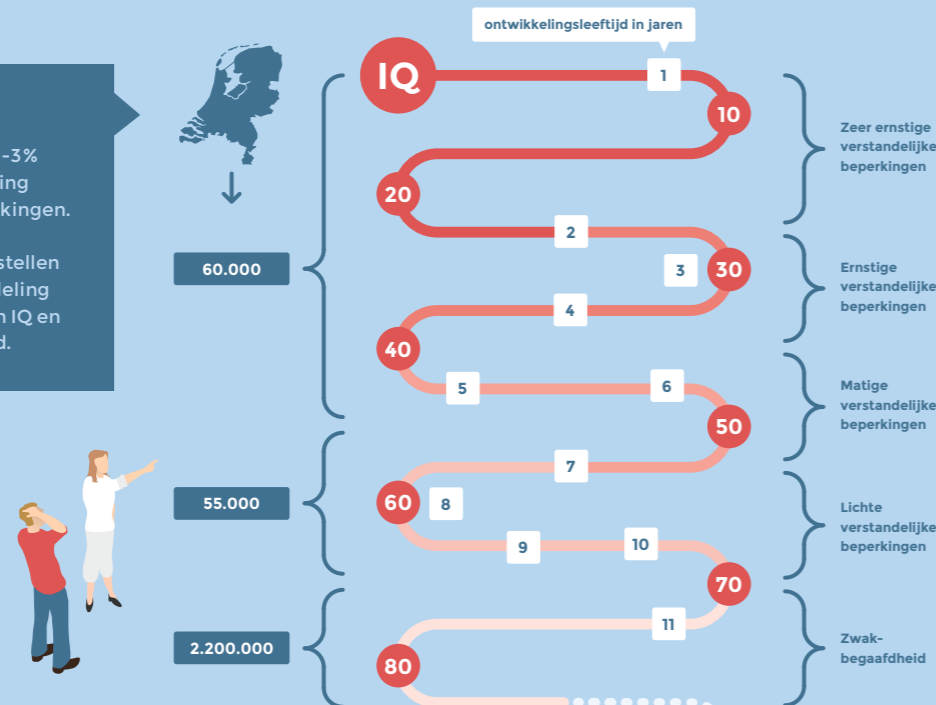 ontwikkelingsleeftijd in jaren
IQ
1
10
-3%
ing
kingen.
stellen
eling
n IQ en
d.
20
2
60.000
3
30
4
40
5
6
50
7
55.000
60
8
9
10
70
11
2.200.000
80
Zeer ernstige
verstandelijke
beperkingen
Ernstige
verstandelijke
beperkingen
Matige
verstandelijke
beperkingen
Lichte
verstandelijke
beperkingen
Zwak-
begaafdheid